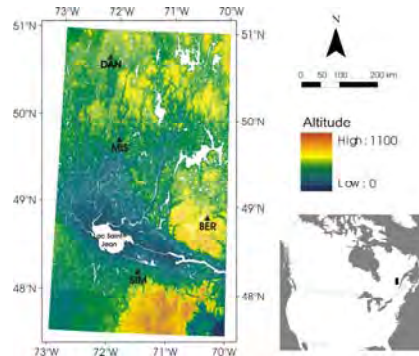 73°W 72°W 71°W 70°W
51°N
50°N
49°N
48°N
51°N
50°N
49°N
48°N
DAN
MIS
BER
Lac Saint
Jean
SIM
73°W 72°W 71°W 70°W
N
0 50 100 200 km
Altitude
High : 1100
Low : 0